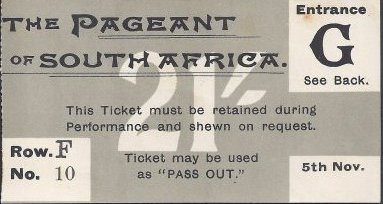 THE PAGEANT
OF SOUTH AFRICA.
2/-
Entrance
G
See Back.
This Ticket must be retained during
Performance and shewn on request.
Row. F
No. 10
Ticket may be used
as "PASS OUT."
5th Nov.